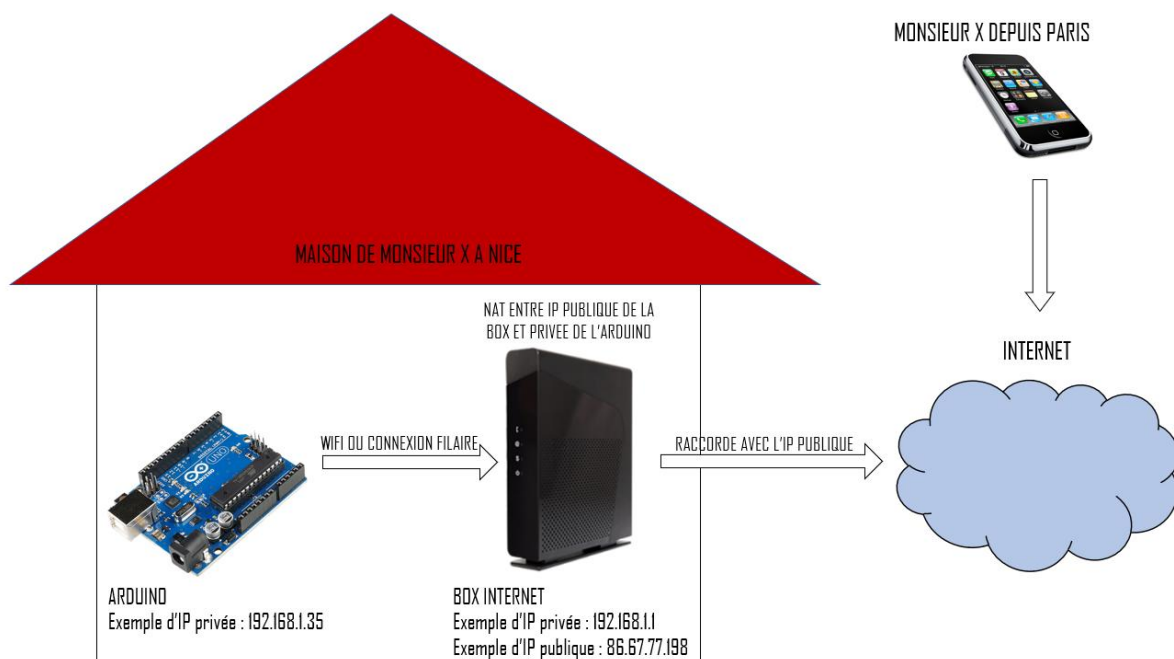 MONSIEUR X DEPUIS PARIS
MAISON DE MONSIEUR X A NICE
NAT ENTRE IP PUBLIQUE DE LA
BOX ET PRIVEE DE L'ARDUINO
INTERNET
WIFI OU CONNEXION FILAIRE
RACCORDE AVEC L'IP PUBLIQUE
UNO
ARDUINO
ARDUINO
Exemple d'IP privée : 192.168.1.35
BOX INTERNET
Exemple d'IP privée : 192.168.1.1
Exemple d'IP publique : 86.67.77.198